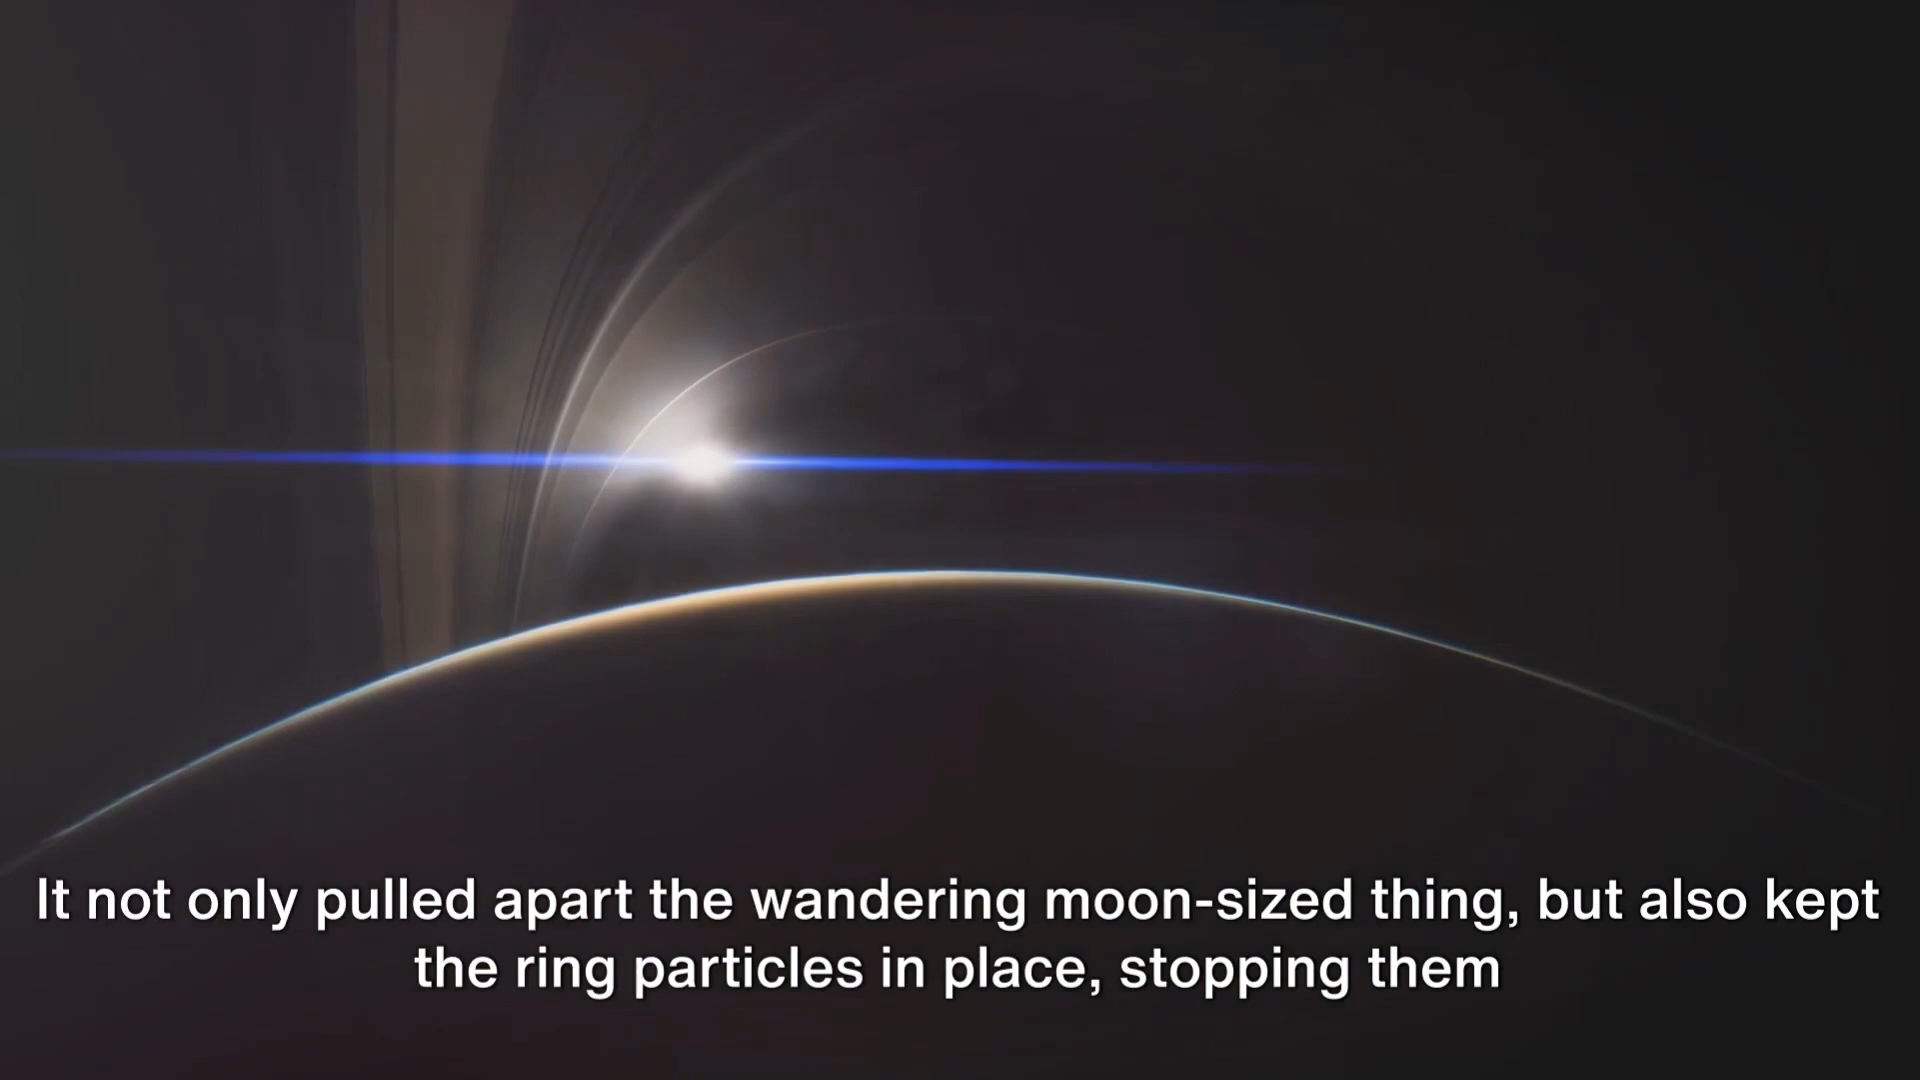 It not only pulled apart the wandering moon-sized thing, but also kept
the ring particles in place, stopping them